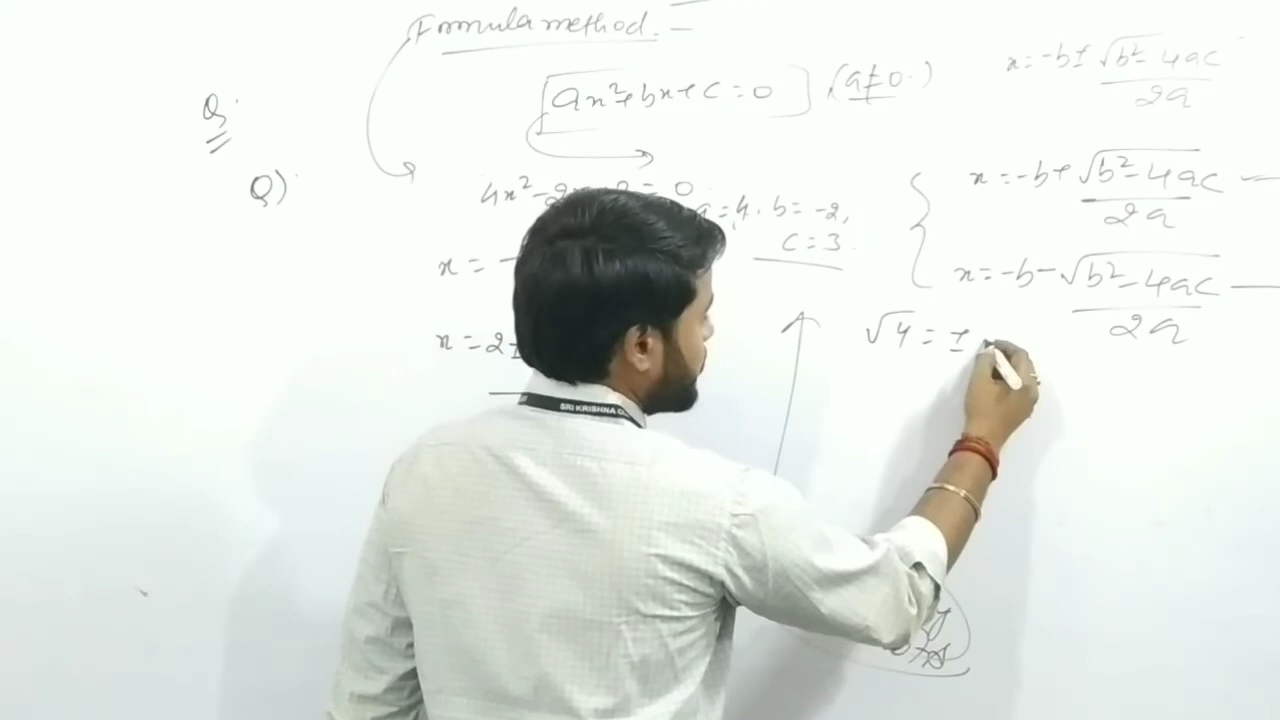 Formula method. -
ax²+bx+c=0 (a≠0.)
x=-b± √b²-4ac / 2a
Q.
Q)
4x²-2x
= 0
a=4, b=-2,
c=3
x=-b+√b²-4ac / 2a
x=-b-√b²-4ac / 2a
x = -
√4 = ±
x = 2±
SRI KRISHNA